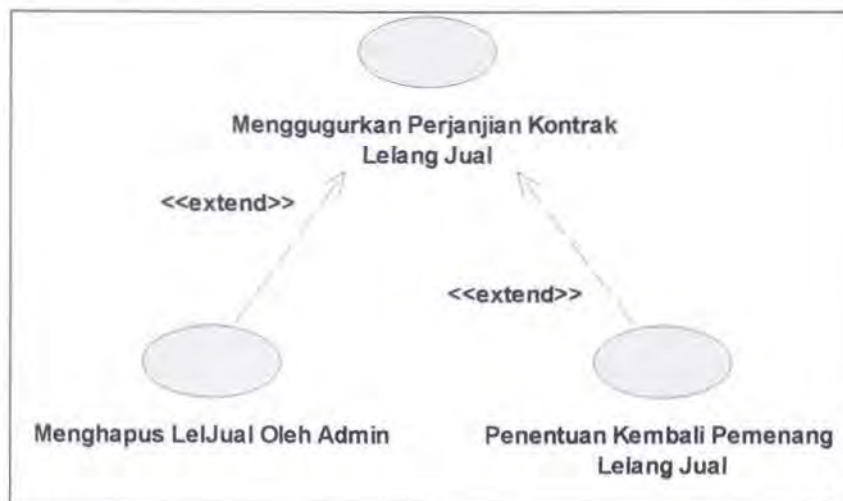 Menggugurkan Perjanjian Kontrak
Lelang Jual
<<extend>>
<<extend>>
Menghapus LelJual Oleh Admin
Penentuan Kembali Pemenang
Lelang Jual